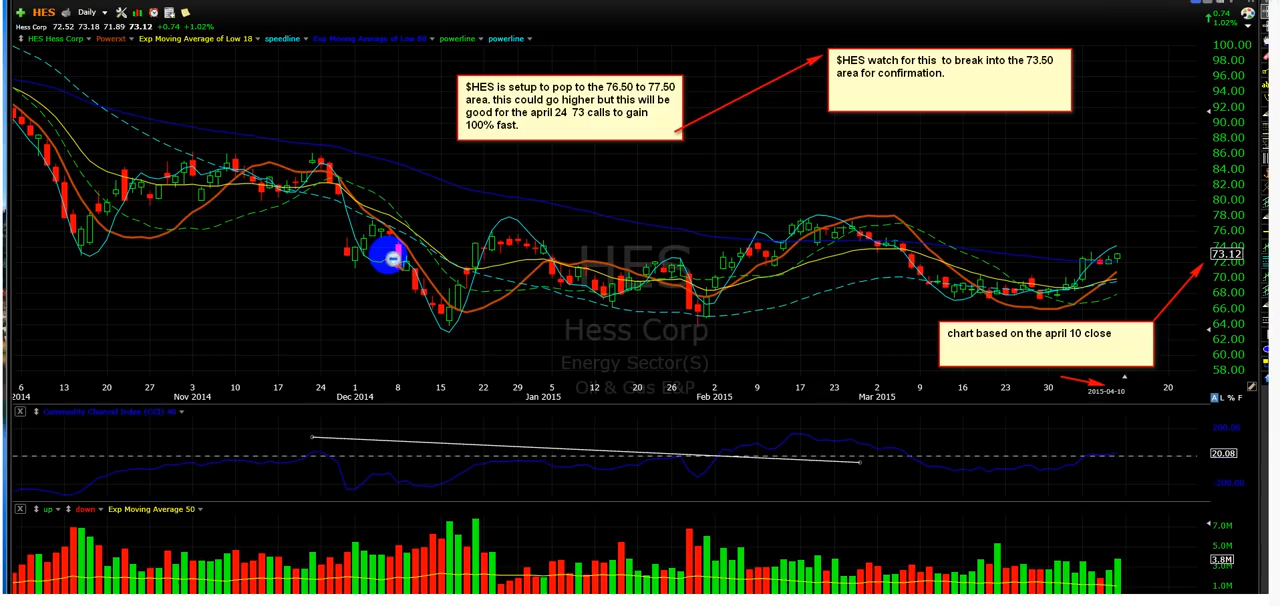 HES Daily
Hess Corp 72.52 73.18 71.89 73.12 +0.74 +1.02%
0.74
1.02%
HES Hess Corp Powerxt Exp Moving Average of Low 18 speedline Exp Moving Average of Low 89 powerline powerline
$HES is setup to pop to the 76.50 to 77.50
area. this could go higher but this will be
good for the april 24 73 calls to gain
100% fast.
$HES watch for this to break into the 73.50
area for confirmation.
100.00
98.00
96.00
94.00
92.00
90.00
88.00
86.00
84.00
82.00
80.00
78.00
76.00
74.00
73.12
72.00
70.00
68.00
66.00
64.00
62.00
60.00
58.00
HES
Hess Corp
Energy Sector(S)
Oil & Gas E&P
chart based on the april 10 close
6 13 20 27 3 10 17 24 1 8 15 22 29 5 12 20 26 2 9 17 23 2 9 16 23 30 20
2014 Nov 2014 Dec 2014 Jan 2015 Feb 2015 Mar 2015 2015-04-10
A L % F
X Commodity Channel Index (CCI) 40
200.00
20.08
-200.00
X up down Exp Moving Average 50
7.0M
5.0M
3.8M
3.0M
1.0M